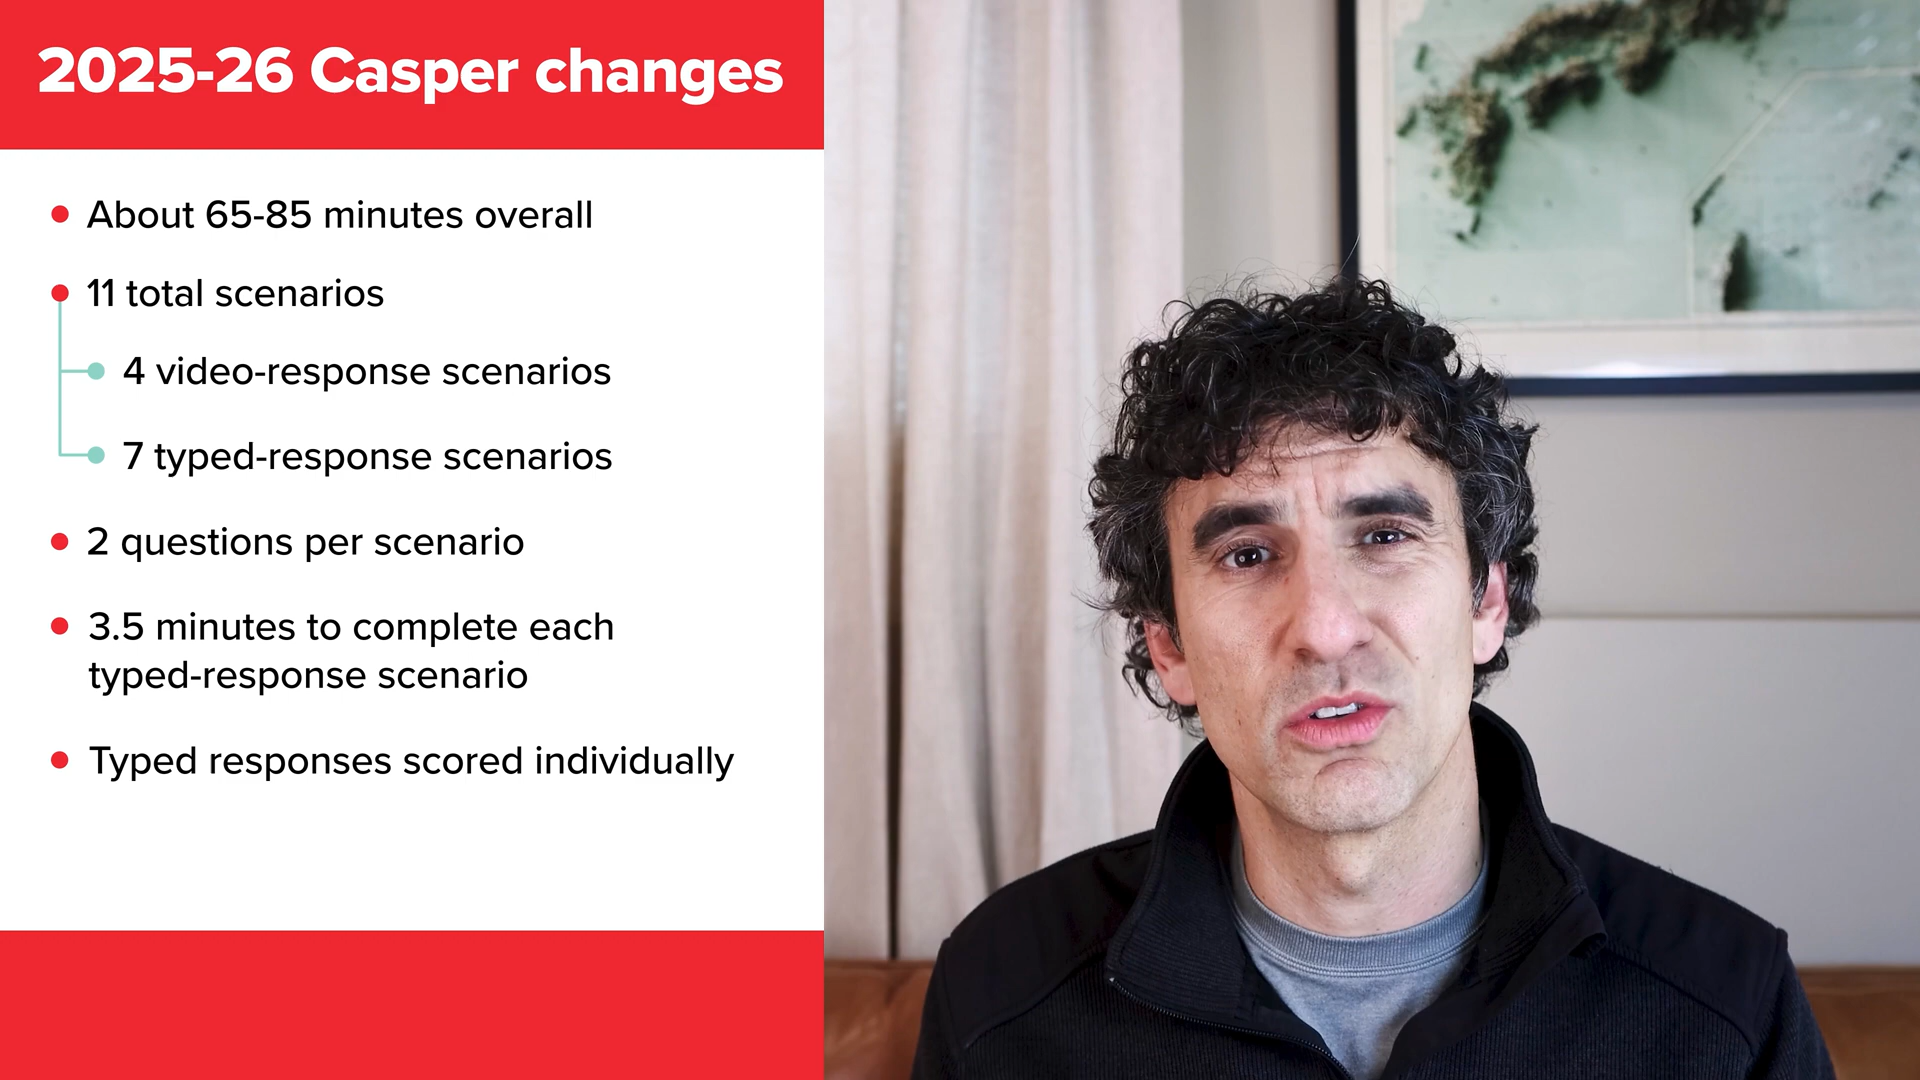 2025-26 Casper changes
About 65-85 minutes overall
11 total scenarios
4 video-response scenarios
7 typed-response scenarios
2 questions per scenario
3.5 minutes to complete each
typed-response scenario
Typed responses scored individually